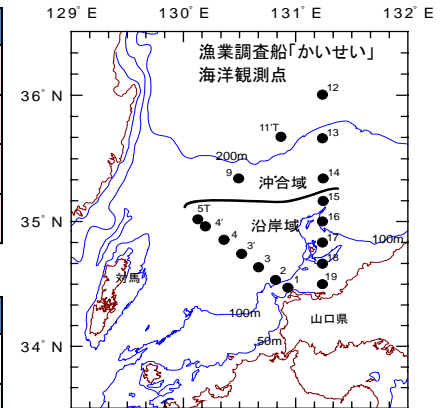 129° E 130° E 131° E 132° E
漁業調査船「かいせい」
海洋観測点
36° N
12
11'T
13
200m
9
沖合域
14
15
35° N
5T
4'
沿岸域
16
4
17
100m
3'
3
18
対馬
2
1
19
100m
山口県
50m
34° N